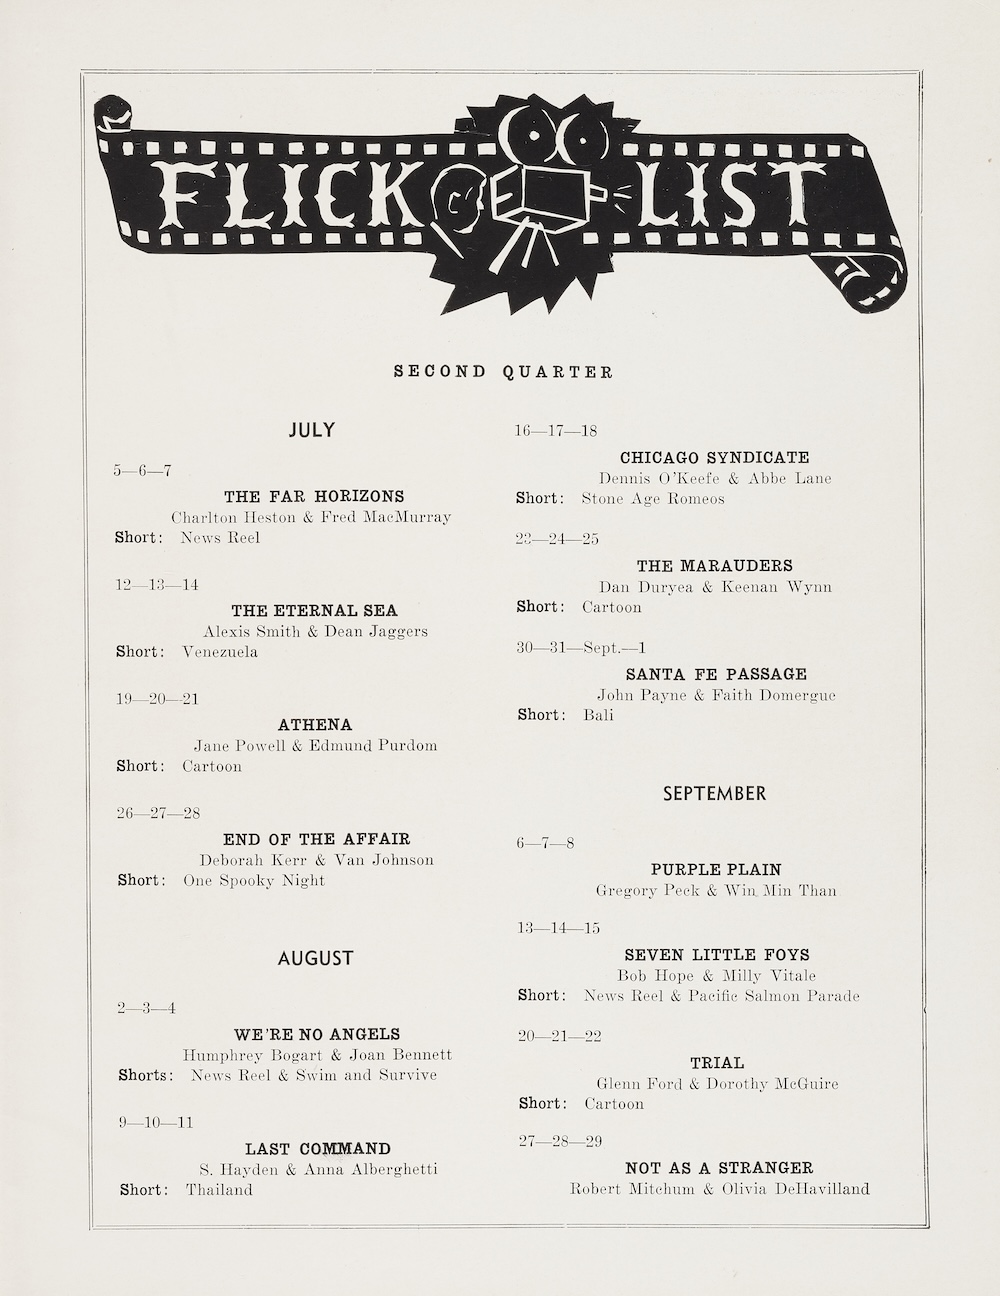 FLICK LIST
SECOND QUARTER
JULY
5—6—7
THE FAR HORIZONS
Charlton Heston & Fred MacMurray
Short: News Reel
12—13—14
THE ETERNAL SEA
Alexis Smith & Dean Jaggers
Short: Venezuela
19—20—21
ATHENA
Jane Powell & Edmund Purdom
Short: Cartoon
26—27—28
END OF THE AFFAIR
Deborah Kerr & Van Johnson
Short: One Spooky Night
AUGUST
2—3—4
WE'RE NO ANGELS
Humphrey Bogart & Joan Bennett
Shorts: News Reel & Swim and Survive
9—10—11
LAST COMMAND
S. Hayden & Anna Alberghetti
Short: Thailand
16—17—18
CHICAGO SYNDICATE
Dennis O'Keefe & Abbe Lane
Short: Stone Age Romeos
23—24—25
THE MARAUDERS
Dan Duryea & Keenan Wynn
Short: Cartoon
30—31—Sept.—1
SANTA FE PASSAGE
John Payne & Faith Domergue
Short: Bali
SEPTEMBER
6—7—8
PURPLE PLAIN
Gregory Peck & Win Min Than
13—14—15
SEVEN LITTLE FOYS
Bob Hope & Milly Vitale
Short: News Reel & Pacific Salmon Parade
20—21—22
TRIAL
Glenn Ford & Dorothy McGuire
Short: Cartoon
27—28—29
NOT AS A STRANGER
Robert Mitchum & Olivia DeHavilland